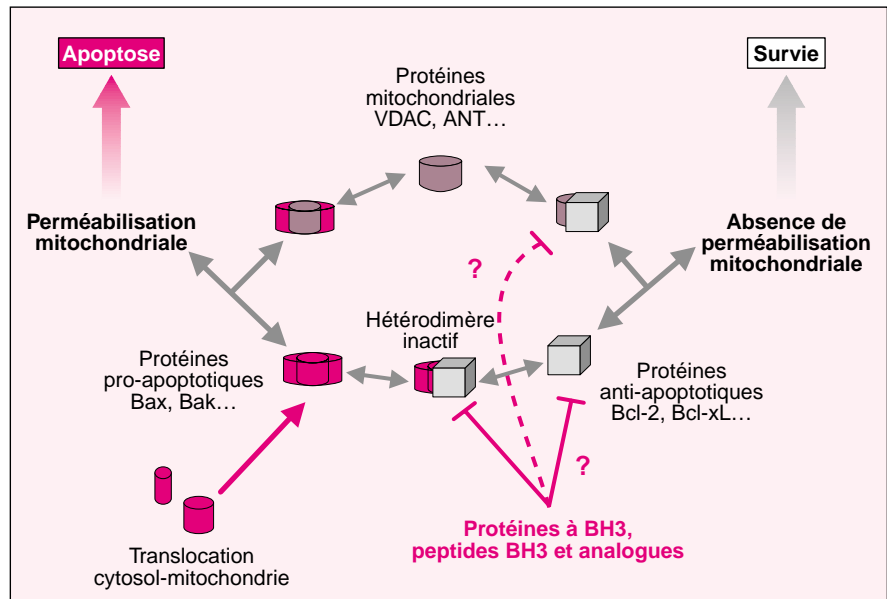 Apoptose
Survie
Protéines
mitochondriales
VDAC, ANT…
Perméabilisation
mitochondriale
Absence de
perméabilisation
mitochondriale
?
Hétérodimère
inactif
Protéines
pro-apoptotiques
Bax, Bak…
Protéines
anti-apoptotiques
Bcl-2, Bcl-xL…
?
Protéines à BH3,
peptides BH3 et analogues
Translocation
cytosol-mitochondrie